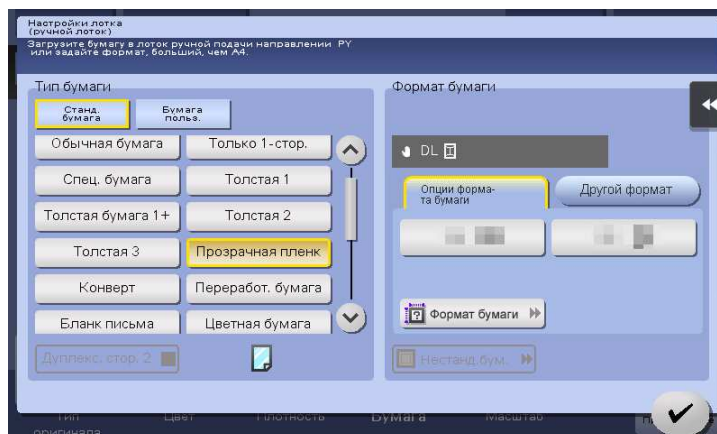 Настройки лотка
(ручной лоток)
Загрузите бумагу в лоток ручной подачи направлении PY
или задайте формат, больший, чем A4.
Тип бумаги
Формат бумаги
Станд.
бумага
Бумага
польз.
Обычная бумага
Только 1-стор.
DL
Спец. бумага
Толстая 1
Опции форма-
та бумаги
Другой формат
Толстая бумага 1+
Толстая 2
Толстая 3
Прозрачная пленк
Конверт
Переработ. бумага
Формат бумаги
Бланк письма
Цветная бумага
Дуплекс, стор. 2
Нестанд.бум.
Тип
оригинала
Цвет
Плотность
Бумага
Масштаб